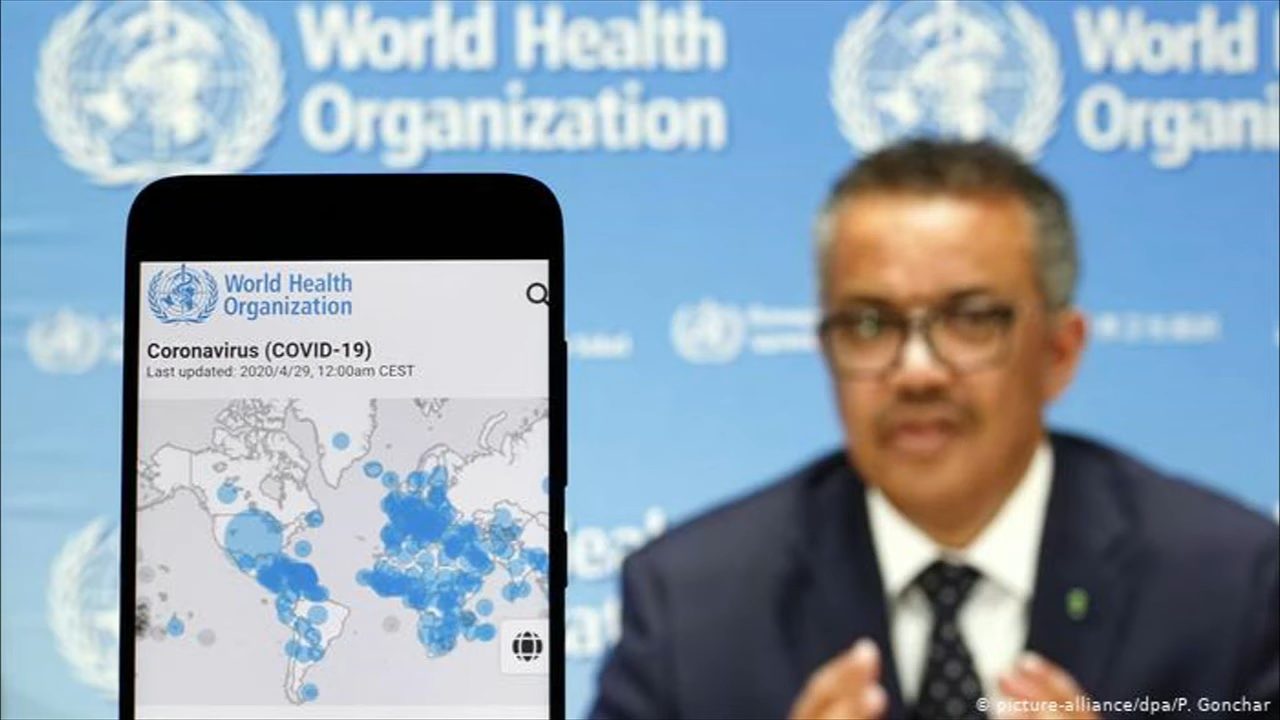 World Health
Organization
World H
Organi
World Health
Organization
Coronavirus (COVID-19)
Last updated: 2020/4/29, 12:00am CEST
© picture-alliance/dpa/P. Gonchar